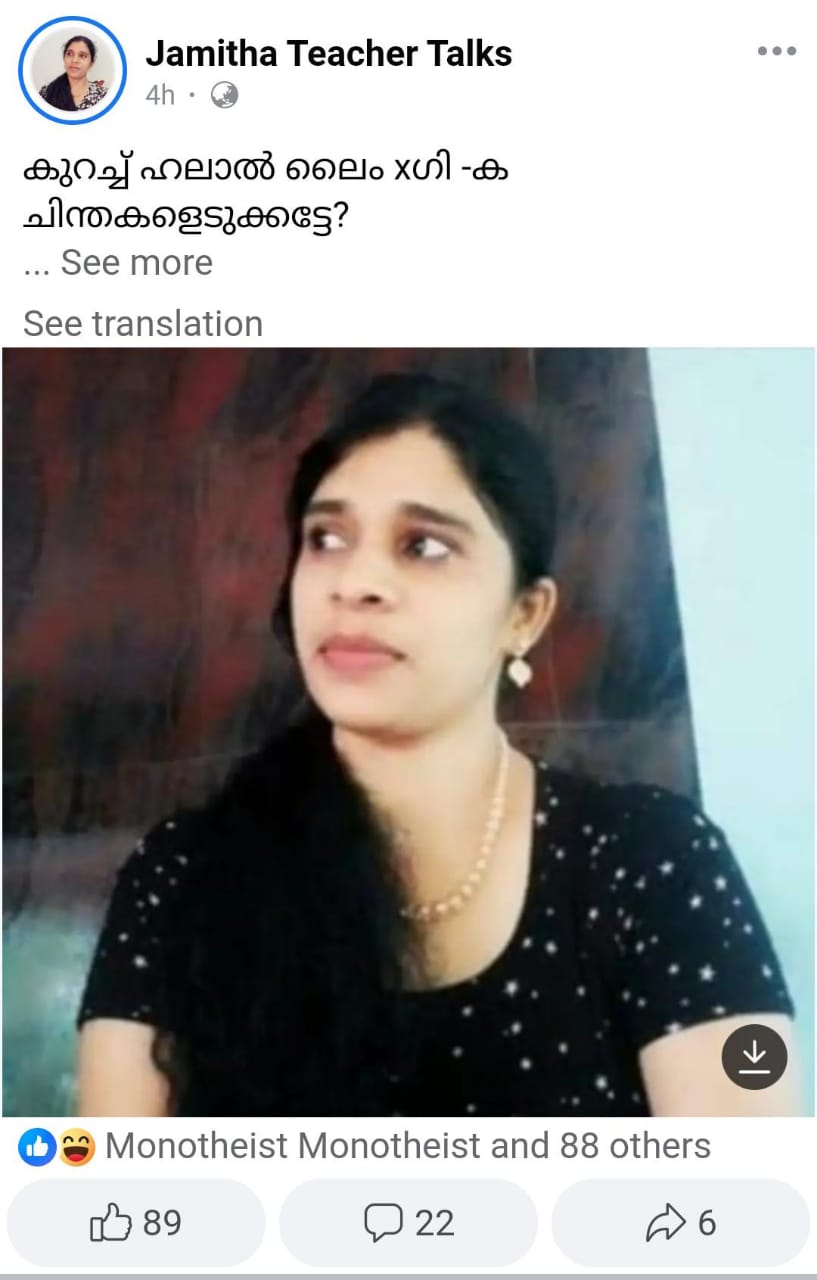 Jamitha Teacher Talks
4h ·
കുറച്ച് ഹലാൽ ലൈം xഗി -ക
ചിന്തകളെടുക്കട്ടേ?
... See more
See translation
Monotheist Monotheist and 88 others
89 22 6